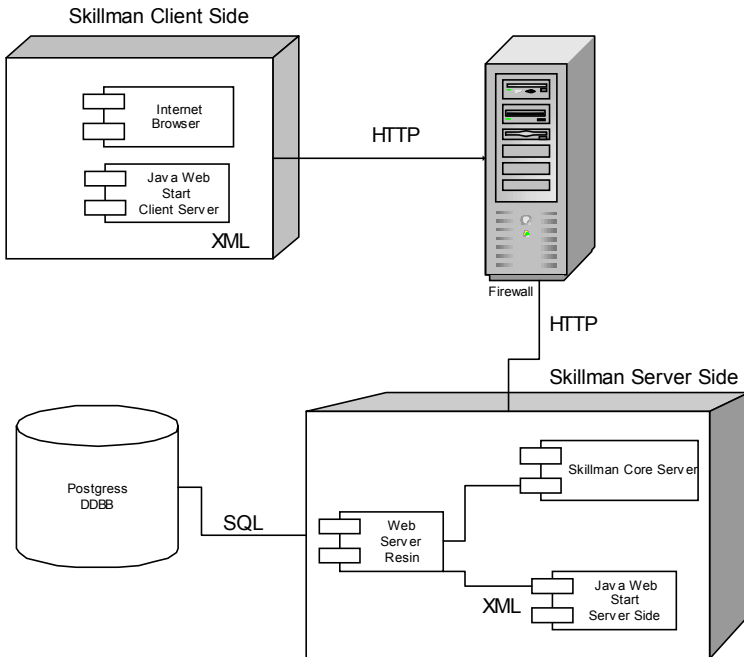 Skillman Client Side
Internet
Browser
Java Web
Start
Client Server
XML
HTTP
Firewall
HTTP
Skillman Server Side
Postgress
DDBB
SQL
Web
Server
Resin
Skillman Core Server
XML
Java Web
Start
Server Side